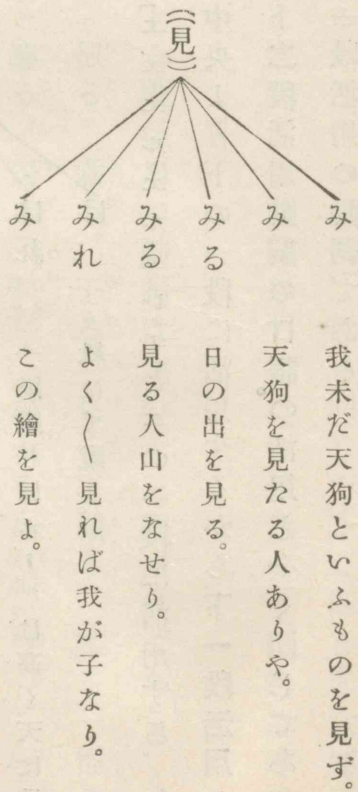 （見）
み　我未だ天狗といふものを見ず。
み　天狗を見たる人ありや。
みる　日の出を見る。
みる　見る人山をなせり。
みれ　よく〱見れば我が子なり。
み　この繪を見よ。